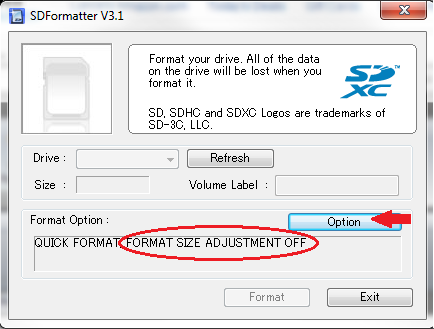 SDFormatter V3.1
Format your drive. All of the data
on the drive will be lost when you
format it.
SD, SDHC and SDXC Logos are trademarks of
SD-3C, LLC.
SD
XC
Drive :
Refresh
Size :
Volume Label :
Format Option :
Option
QUICK FORMAT, FORMAT SIZE ADJUSTMENT OFF
Format
Exit